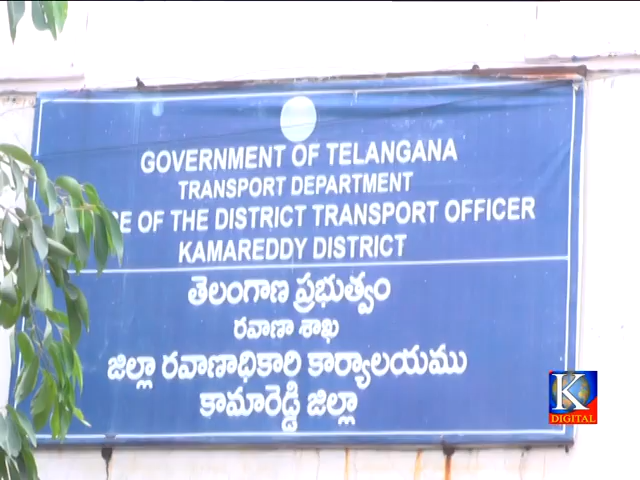 GOVERNMENT OF TELANGANA
TRANSPORT DEPARTMENT
OF THE DISTRICT TRANSPORT OFFICER
KAMAREDDY DISTRICT
తెలంగాణ ప్రభుత్వం
రవాణా శాఖ
జిల్లా రవాణాధికారి కార్యాలయము
కామారెడ్డి జిల్లా
K
DIGITAL